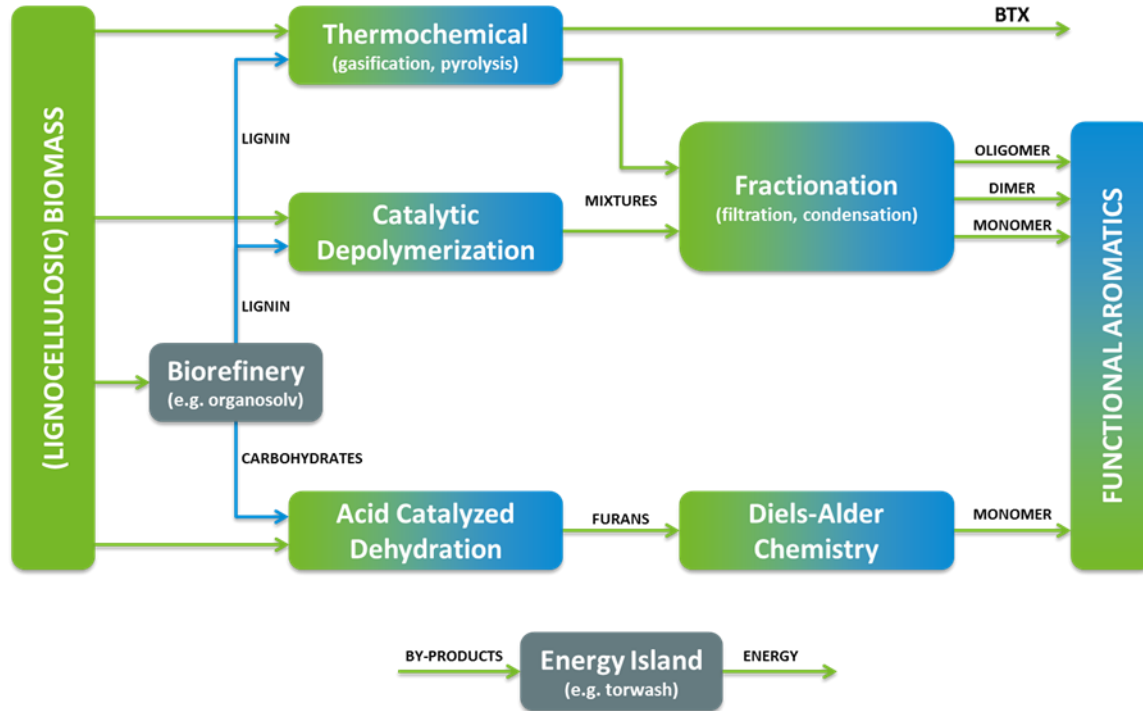 BTX
Thermochemical
(gasification, pyrolysis)
(LIGNOCELLULOSIC) BIOMASS
LIGNIN
OLIGOMER
Fractionation
(filtration, condensation)
DIMER
MIXTURES
MONOMER
Catalytic
Depolymerization
FUNCTIONAL AROMATICS
LIGNIN
Biorefinery
(e.g. organosolv)
CARBOHYDRATES
Acid Catalyzed
Dehydration
FURANS
Diels-Alder
Chemistry
MONOMER
BY-PRODUCTS
Energy Island
(e.g. torwash)
ENERGY